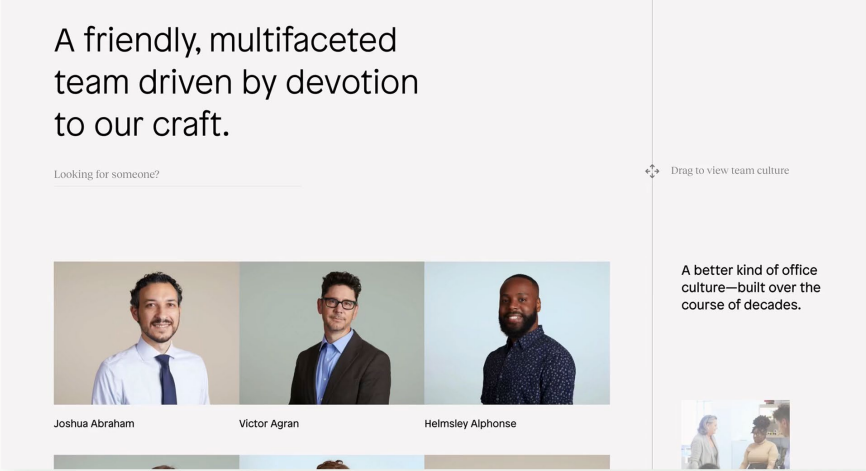 A friendly, multifaceted
team driven by devotion
to our craft.
Looking for someone?
Drag to view team culture
A better kind of office
culture—built over the
course of decades.
Joshua Abraham
Victor Agran
Helmsley Alphonse